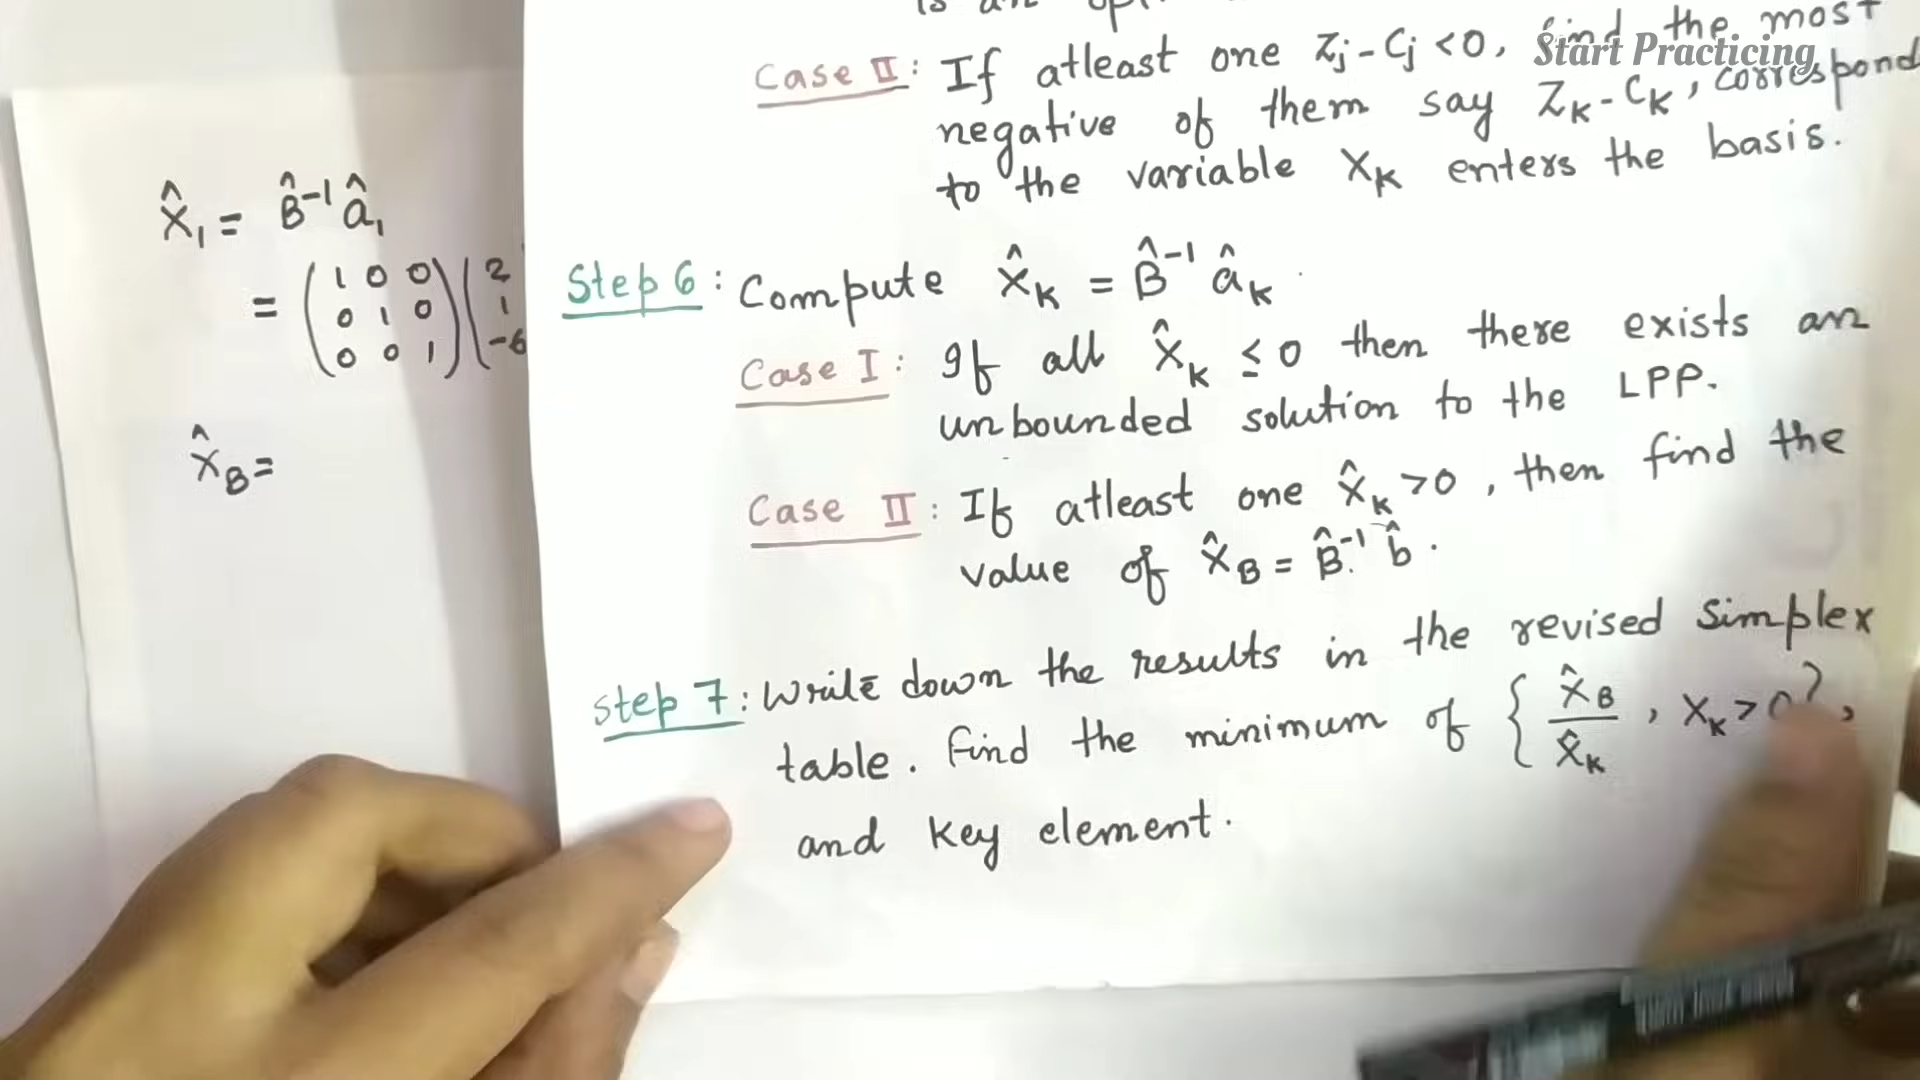 is an
Case II: If atleast one Zj-Cj<0, find the most
Start Practicing
negative of them say ZK-CK, correspond
to the variable XK enters the basis.
X̂1 = B̂⁻¹â1
= (1 0 0) (2
0 1 0 1
0 0 1 -6
X̂B=
Step 6: Compute X̂K = B̂⁻¹ âK
Case I: If all X̂K ≤ 0 then there exists an
unbounded solution to the LPP.
Case II: If atleast one X̂K >0, then find the
value of X̂B = B̂⁻¹ b̂.
Step 7: Write down the results in the revised simplex
table. Find the minimum of { X̂B / X̂K , XK > 0},
and key element.